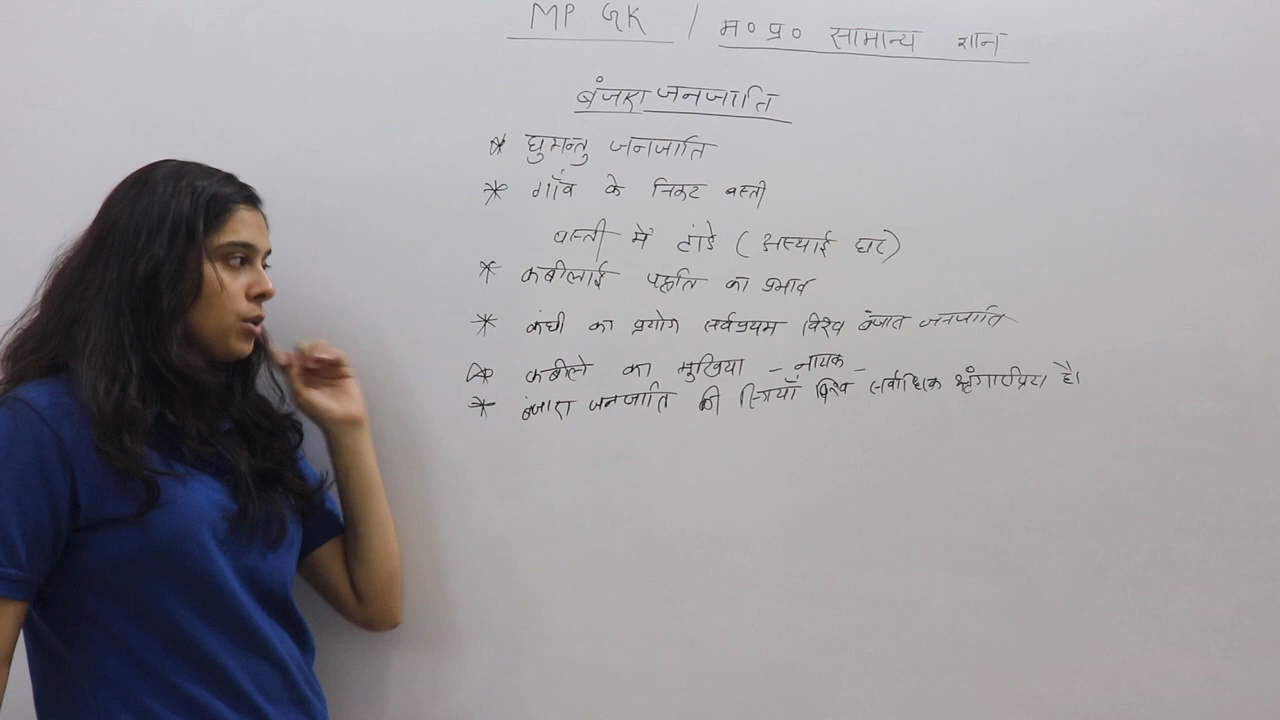 MP GK / म० प्र० सामान्य ज्ञान
बंजारा जनजाति
* घुमन्तु जनजाति
* गाँव के निकट बस्ती
बस्ती में टांडे (अस्थाई घर)
* कबीलाई पद्धति का प्रभाव
* कंघी का प्रयोग सर्वप्रथम विश्व बंजारा जनजाति
* कबीले का मुखिया - नायक -
* बंजारा जनजाति की स्त्रियाँ विश्व सर्वाधिक श्रृंगारप्रिय है।